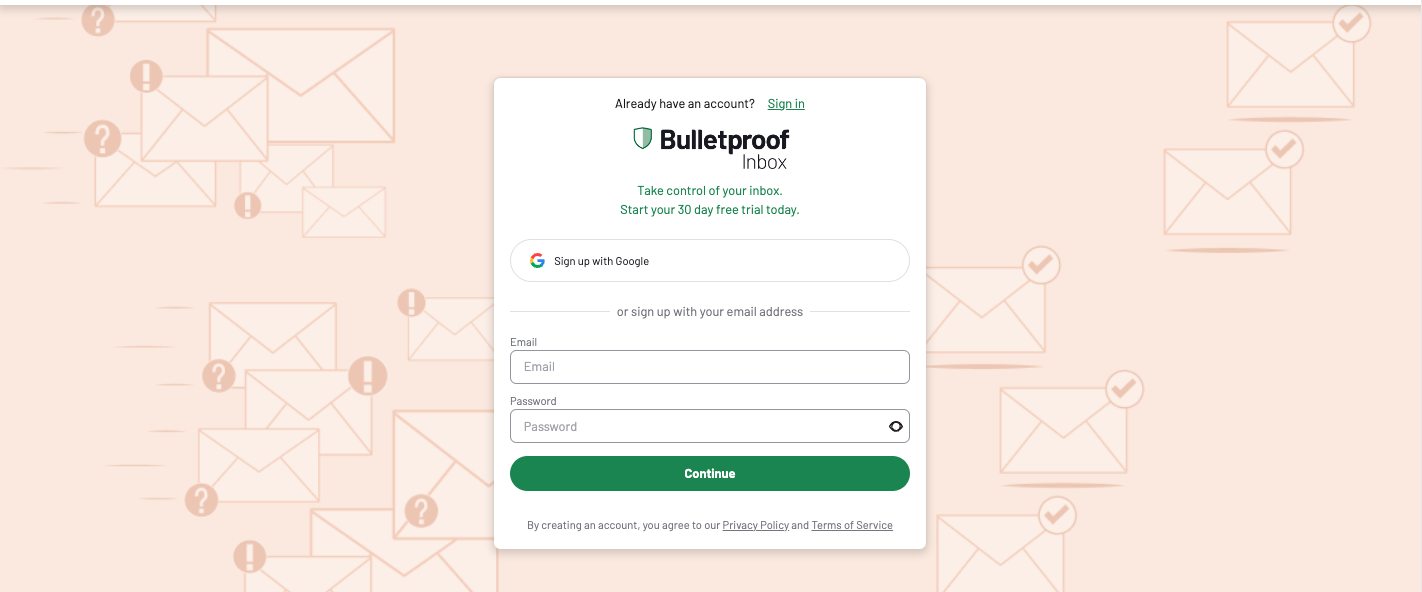 Already have an account? Sign in
Bulletproof
Inbox
Take control of your inbox.
Start your 30 day free trial today.
Sign up with Google
or sign up with your email address
Email
Email
Password
Password
Continue
By creating an account, you agree to our Privacy Policy and Terms of Service